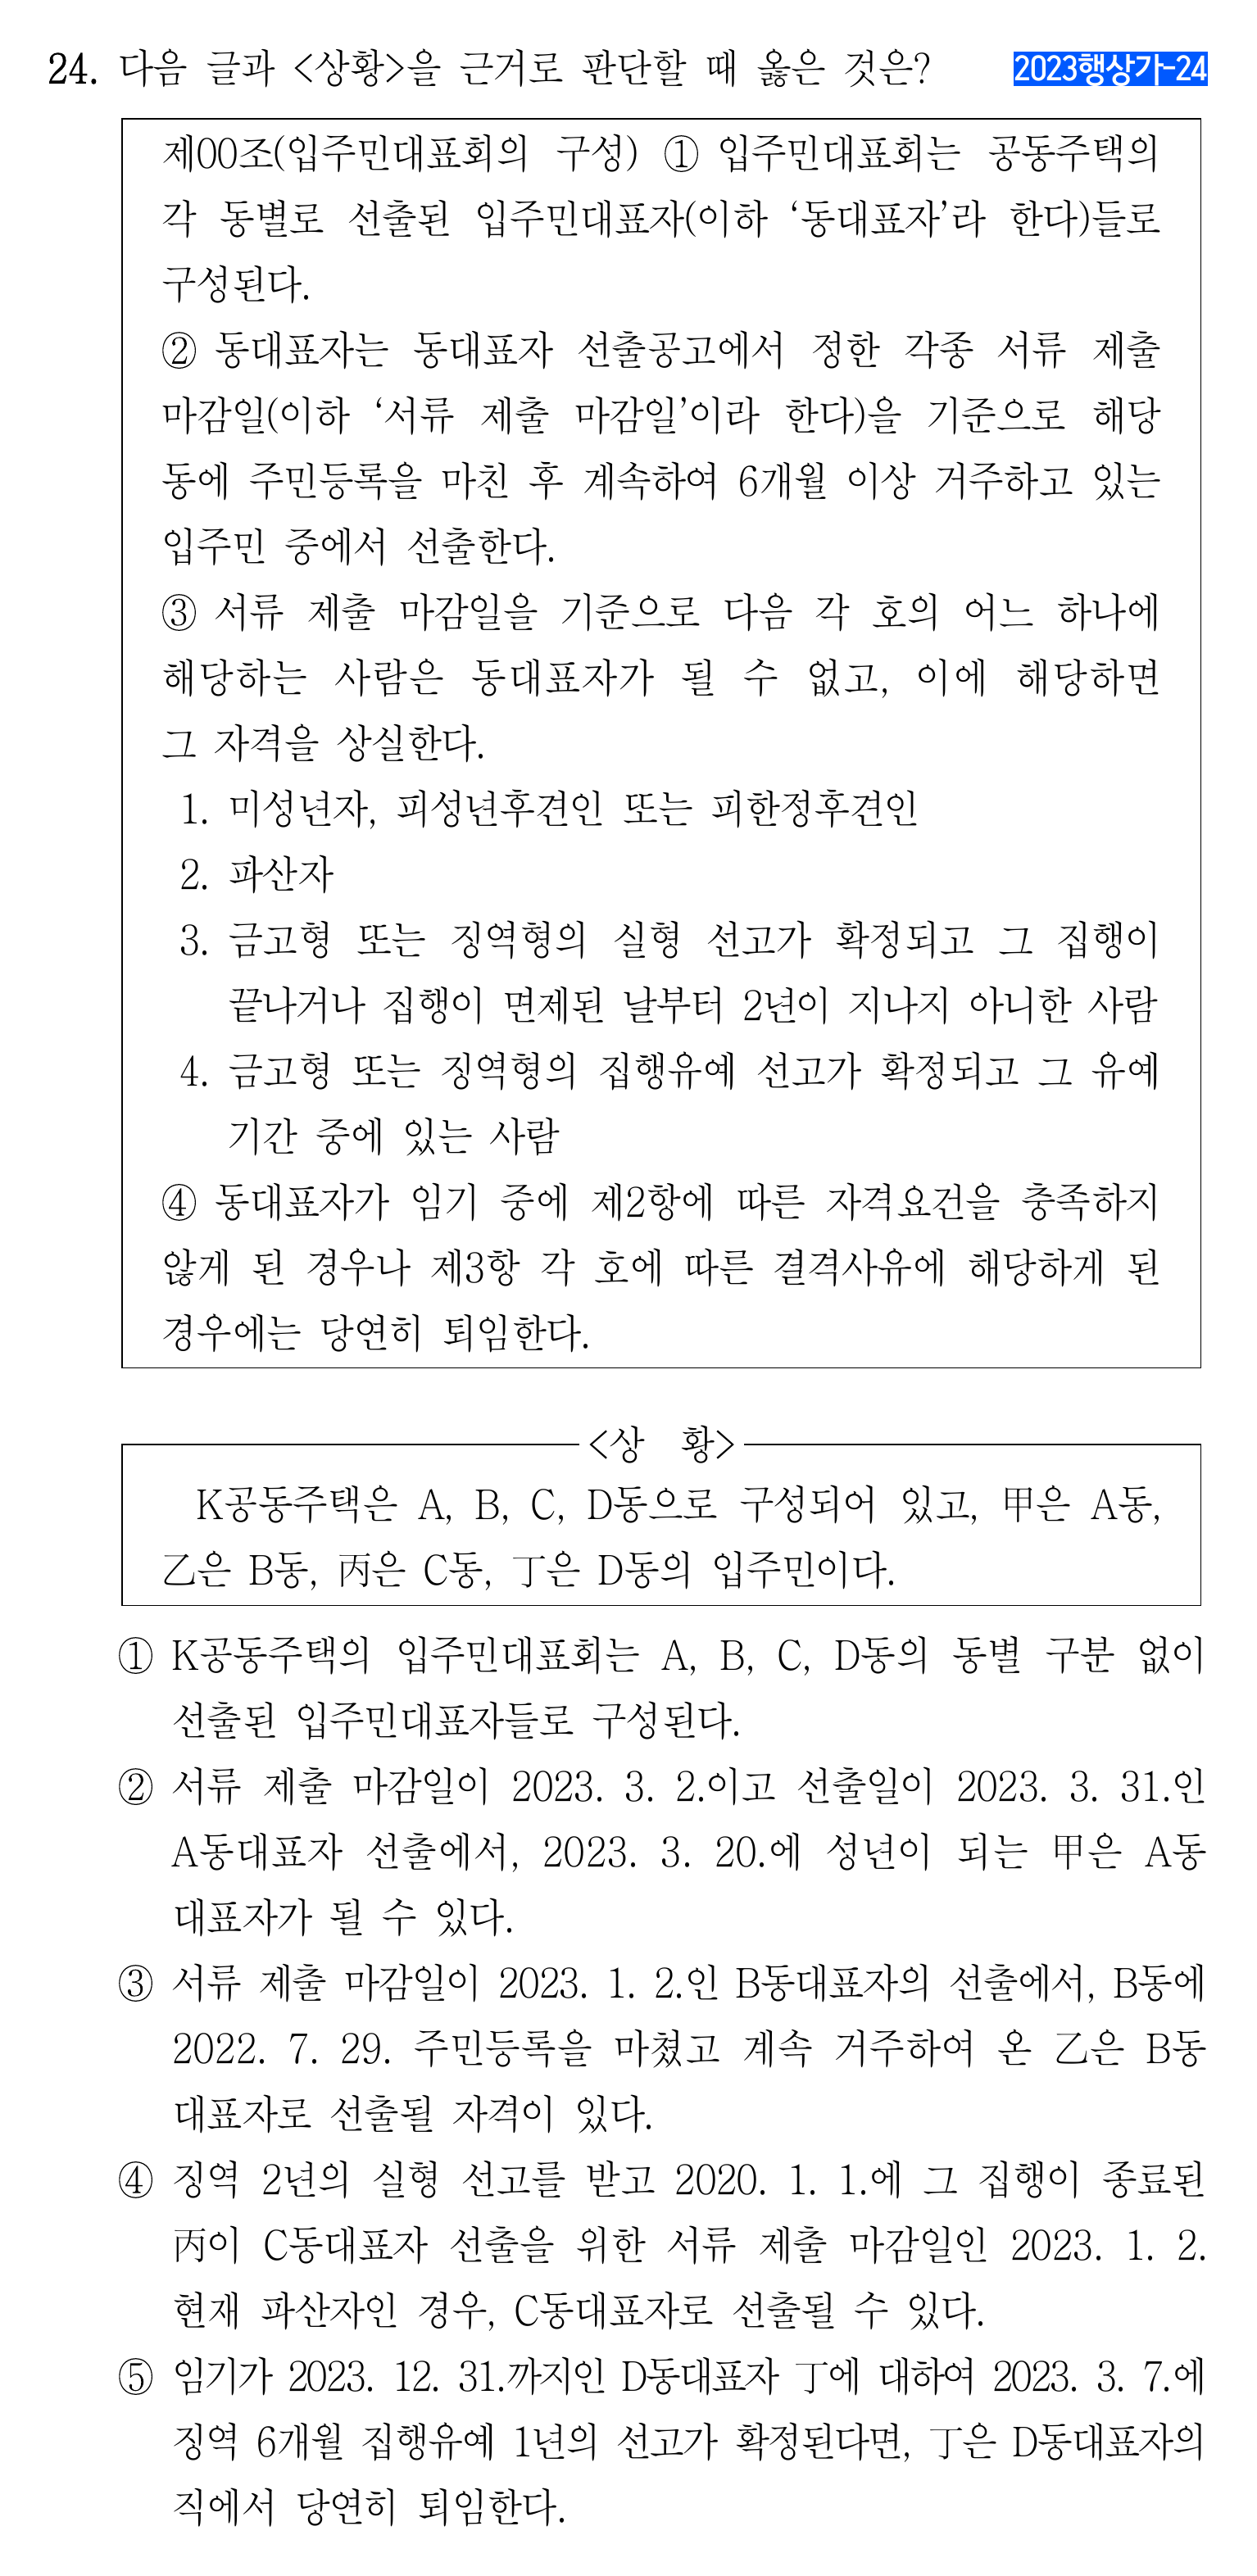 24. 다음 글과 <상황>을 근거로 판단할 때 옳은 것은? 2023행상가-24
제00조(입주민대표회의 구성) ① 입주민대표회는 공동주택의
각 동별로 선출된 입주민대표자(이하 ‘동대표자’라 한다)들로
구성된다.
② 동대표자는 동대표자 선출공고에서 정한 각종 서류 제출
마감일(이하 ‘서류 제출 마감일’이라 한다)을 기준으로 해당
동에 주민등록을 마친 후 계속하여 6개월 이상 거주하고 있는
입주민 중에서 선출한다.
③ 서류 제출 마감일을 기준으로 다음 각 호의 어느 하나에
해당하는 사람은 동대표자가 될 수 없고, 이에 해당하면
그 자격을 상실한다.
1. 미성년자, 피성년후견인 또는 피한정후견인
2. 파산자
3. 금고형 또는 징역형의 실형 선고가 확정되고 그 집행이
끝나거나 집행이 면제된 날부터 2년이 지나지 아니한 사람
4. 금고형 또는 징역형의 집행유예 선고가 확정되고 그 유예
기간 중에 있는 사람
④ 동대표자가 임기 중에 제2항에 따른 자격요건을 충족하지
않게 된 경우나 제3항 각 호에 따른 결격사유에 해당하게 된
경우에는 당연히 퇴임한다.
<상 황>
K공동주택은 A, B, C, D동으로 구성되어 있고, 甲은 A동,
乙은 B동, 丙은 C동, 丁은 D동의 입주민이다.
① K공동주택의 입주민대표회는 A, B, C, D동의 동별 구분 없이
선출된 입주민대표자들로 구성된다.
② 서류 제출 마감일이 2023. 3. 2.이고 선출일이 2023. 3. 31.인
A동대표자 선출에서, 2023. 3. 20.에 성년이 되는 甲은 A동
대표자가 될 수 있다.
③ 서류 제출 마감일이 2023. 1. 2.인 B동대표자의 선출에서, B동에
2022. 7. 29. 주민등록을 마쳤고 계속 거주하여 온 乙은 B동
대표자로 선출될 자격이 있다.
④ 징역 2년의 실형 선고를 받고 2020. 1. 1.에 그 집행이 종료된
丙이 C동대표자 선출을 위한 서류 제출 마감일인 2023. 1. 2.
현재 파산자인 경우, C동대표자로 선출될 수 있다.
⑤ 임기가 2023. 12. 31.까지인 D동대표자 丁에 대하여 2023. 3. 7.에
징역 6개월 집행유예 1년의 선고가 확정된다면, 丁은 D동대표자의
직에서 당연히 퇴임한다.